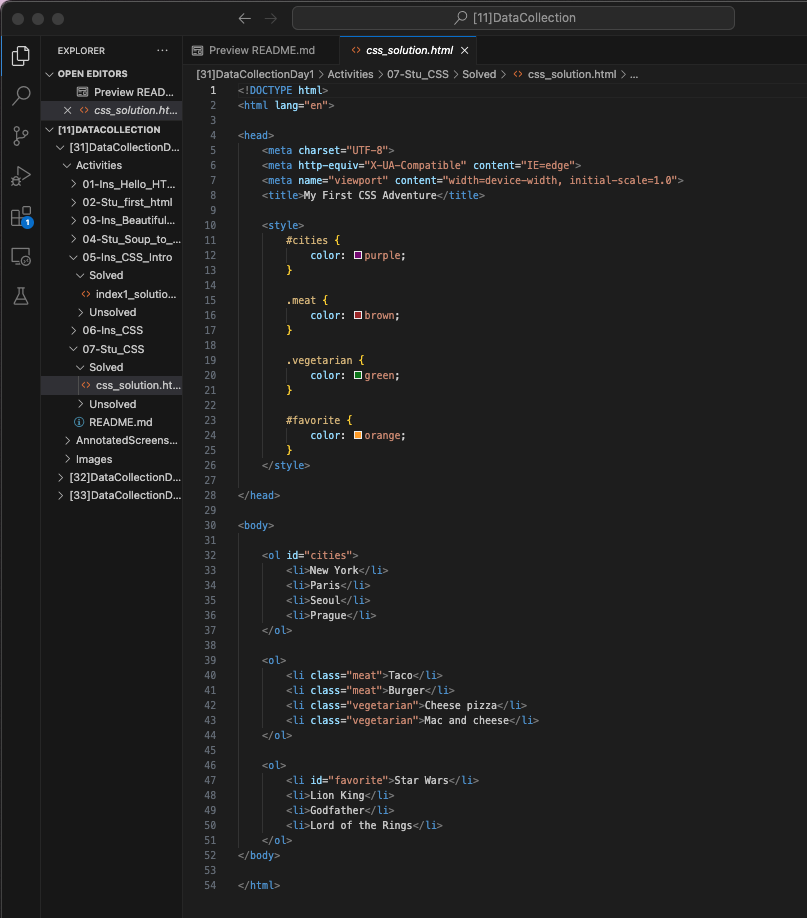 [11]DataCollection
EXPLORER
OPEN EDITORS
Preview READ...
css_solution.ht...
[11]DATACOLLECTION
[31]DataCollectionD...
Activities
01-Ins_Hello_HT...
02-Stu_first_html
03-Ins_Beautiful...
04-Stu_Soup_to_...
05-Ins_CSS_Intro
Solved
index1_solutio...
Unsolved
06-Ins_CSS
07-Stu_CSS
Solved
css_solution.ht...
Unsolved
README.md
AnnotatedScreens...
Images
[32]DataCollectionD...
[33]DataCollectionD...
1
Preview README.md
css_solution.html
[31]DataCollectionDay1 > Activities > 07-Stu_CSS > Solved > css_solution.html > ...
1 <!DOCTYPE html>
2 <html lang="en">
3
4 <head>
5     <meta charset="UTF-8">
6     <meta http-equiv="X-UA-Compatible" content="IE=edge">
7     <meta name="viewport" content="width=device-width, initial-scale=1.0">
8     <title>My First CSS Adventure</title>
9
10     <style>
11         #cities {
12             color: purple;
13         }
14
15         .meat {
16             color: brown;
17         }
18
19         .vegetarian {
20             color: green;
21         }
22
23         #favorite {
24             color: orange;
25         }
26     </style>
27
28 </head>
29
30 <body>
31
32     <ol id="cities">
33         <li>New York</li>
34         <li>Paris</li>
35         <li>Seoul</li>
36         <li>Prague</li>
37     </ol>
38
39     <ol>
40         <li class="meat">Taco</li>
41         <li class="meat">Burger</li>
42         <li class="vegetarian">Cheese pizza</li>
43         <li class="vegetarian">Mac and cheese</li>
44     </ol>
45
46     <ol>
47         <li id="favorite">Star Wars</li>
48         <li>Lion King</li>
49         <li>Godfather</li>
50         <li>Lord of the Rings</li>
51     </ol>
52 </body>
53
54 </html>